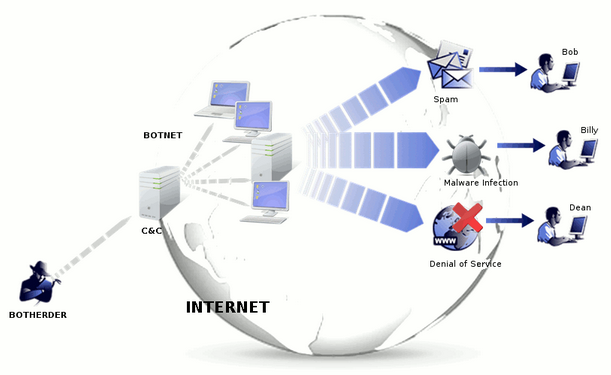 Bob
Spam
BOTNET
Billy
Malware Infection
Dean
C&C
WWW
Denial of Service
INTERNET
BOTHERDER